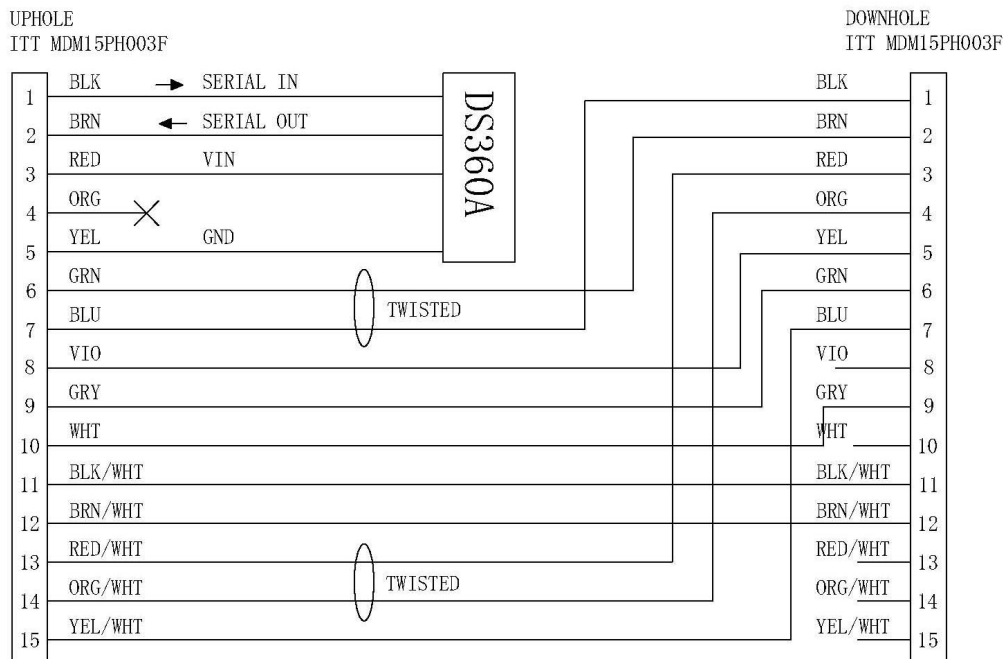 UPHOLE
ITT MDM15PH003F
DOWNHOLE
ITT MDM15PH003F
1 BLK SERIAL IN
2 BRN SERIAL OUT
3 RED VIN
4 ORG
5 YEL GND
6 GRN
7 BLU
8 VIO
9 GRY
10 WHT
11 BLK/WHT
12 BRN/WHT
13 RED/WHT
14 ORG/WHT
15 YEL/WHT
DS360A
TWISTED
TWISTED
BLK 1
BRN 2
RED 3
ORG 4
YEL 5
GRN 6
BLU 7
VIO 8
GRY 9
WHT 10
BLK/WHT 11
BRN/WHT 12
RED/WHT 13
ORG/WHT 14
YEL/WHT 15